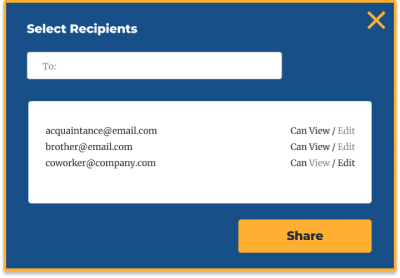 Select Recipients
To:
acquaintance@email.com Can View / Edit
brother@email.com Can View / Edit
coworker@company.com Can View / Edit
Share